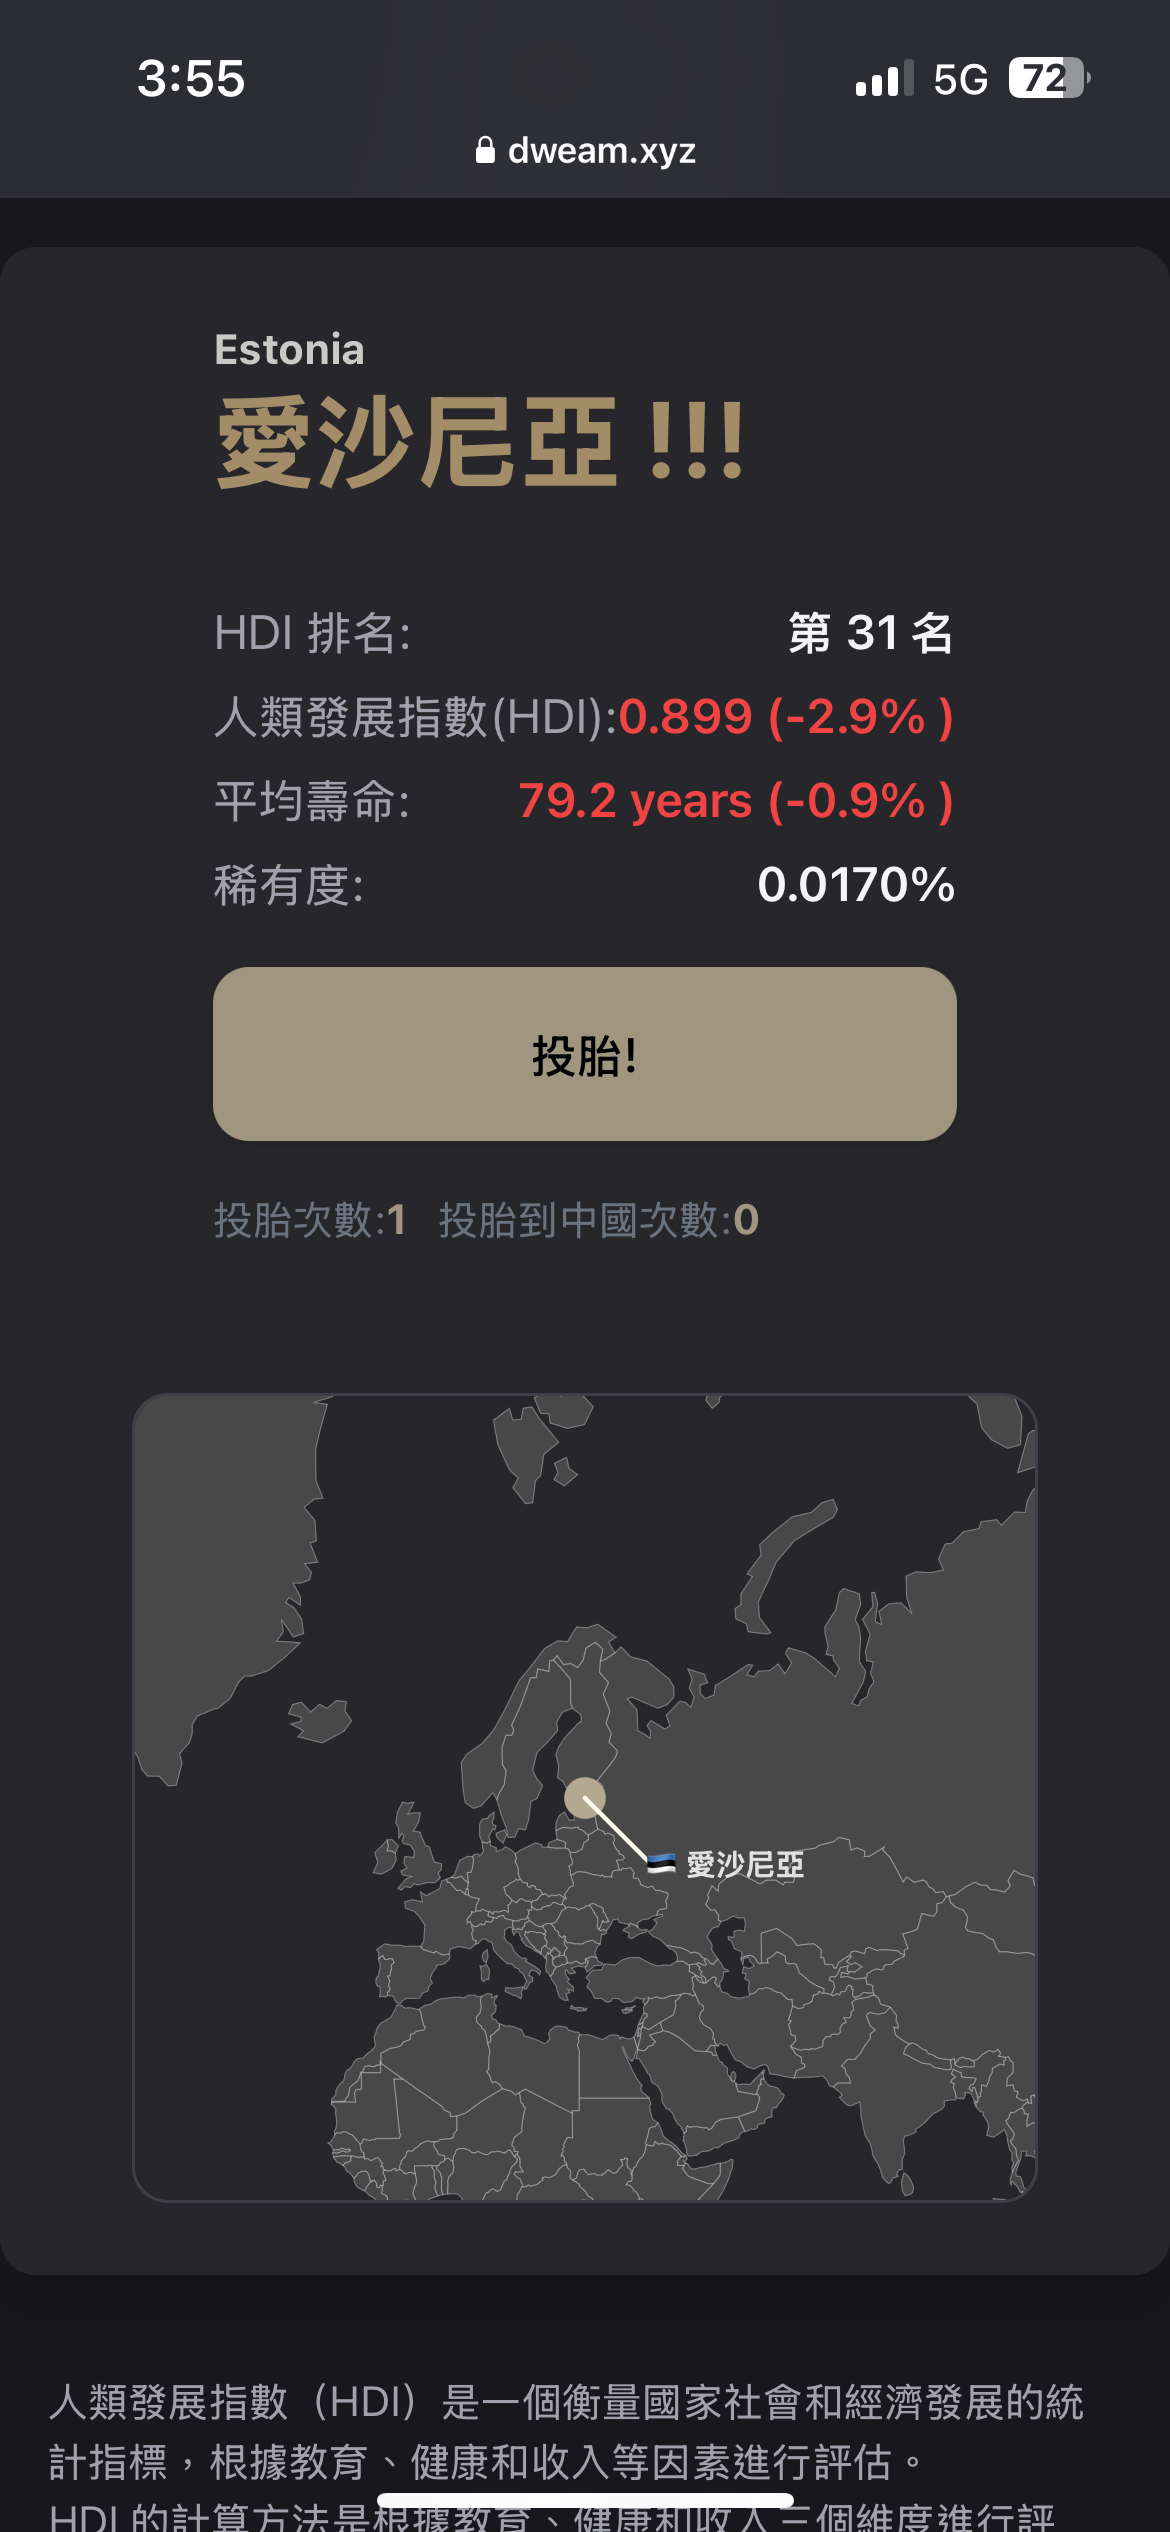 3:55
5G
72
dweam.xyz
Estonia
愛沙尼亞 !!!
HDI 排名: 第 31 名
人類發展指數(HDI):0.899 (-2.9% )
平均壽命: 79.2 years (-0.9% )
稀有度: 0.0170%
投胎!
投胎次數:1 投胎到中國次數:0
愛沙尼亞
人類發展指數（HDI）是一個衡量國家社會和經濟發展的統
計指標，根據教育、健康和收入等因素進行評估。
HDI 的計算方法是根據教育、健康和收入三個維度進行評